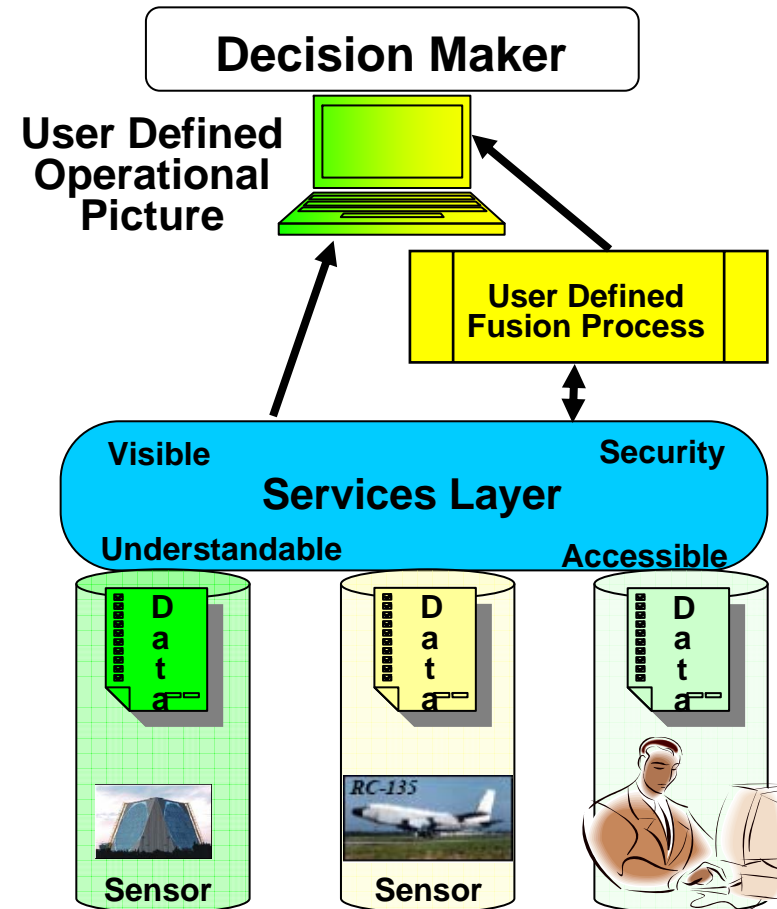 Decision Maker
User Defined
Operational
Picture
User Defined
Fusion Process
Visible
Security
Services Layer
Understandable
Accessible
D
a
t
a
D
a
t
a
D
a
t
a
RC-135
Sensor
Sensor